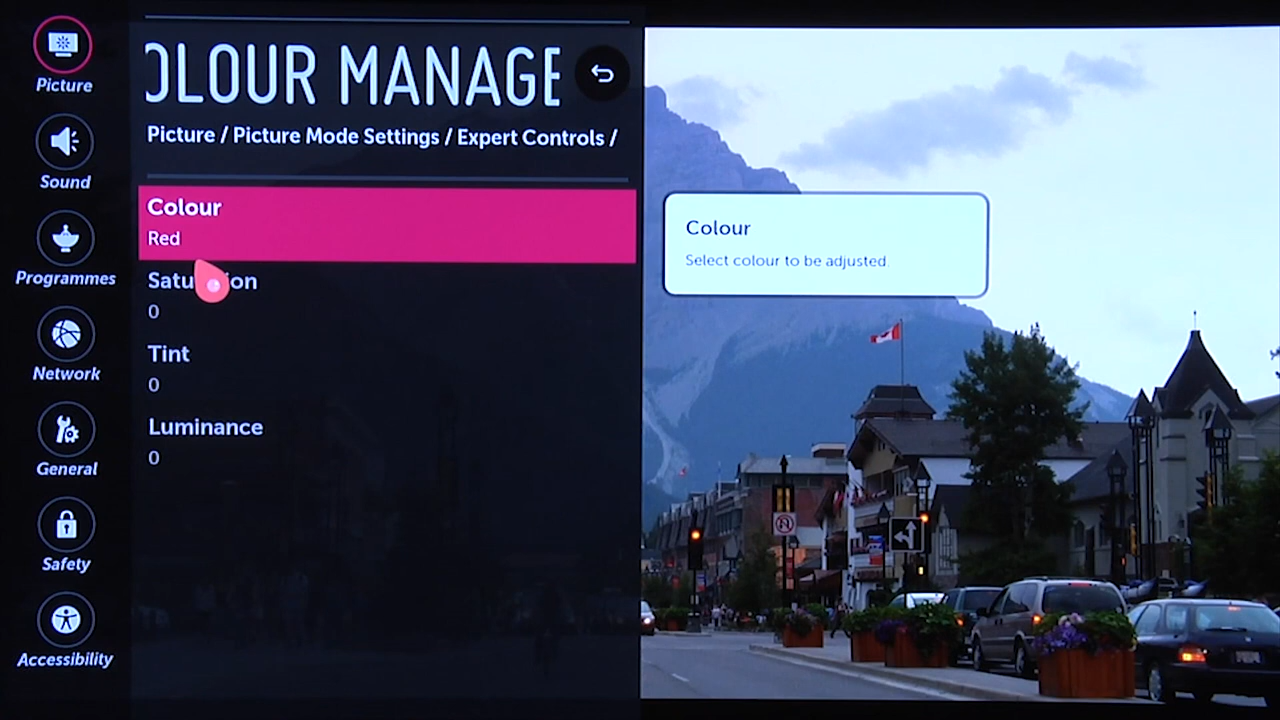 Picture
Sound
Programmes
Network
General
Safety
Accessibility
OLOUR MANAGE
Picture / Picture Mode Settings / Expert Controls /
Colour
Red
0
Tint
0
Luminance
0
Colour
Select colour to be adjusted.